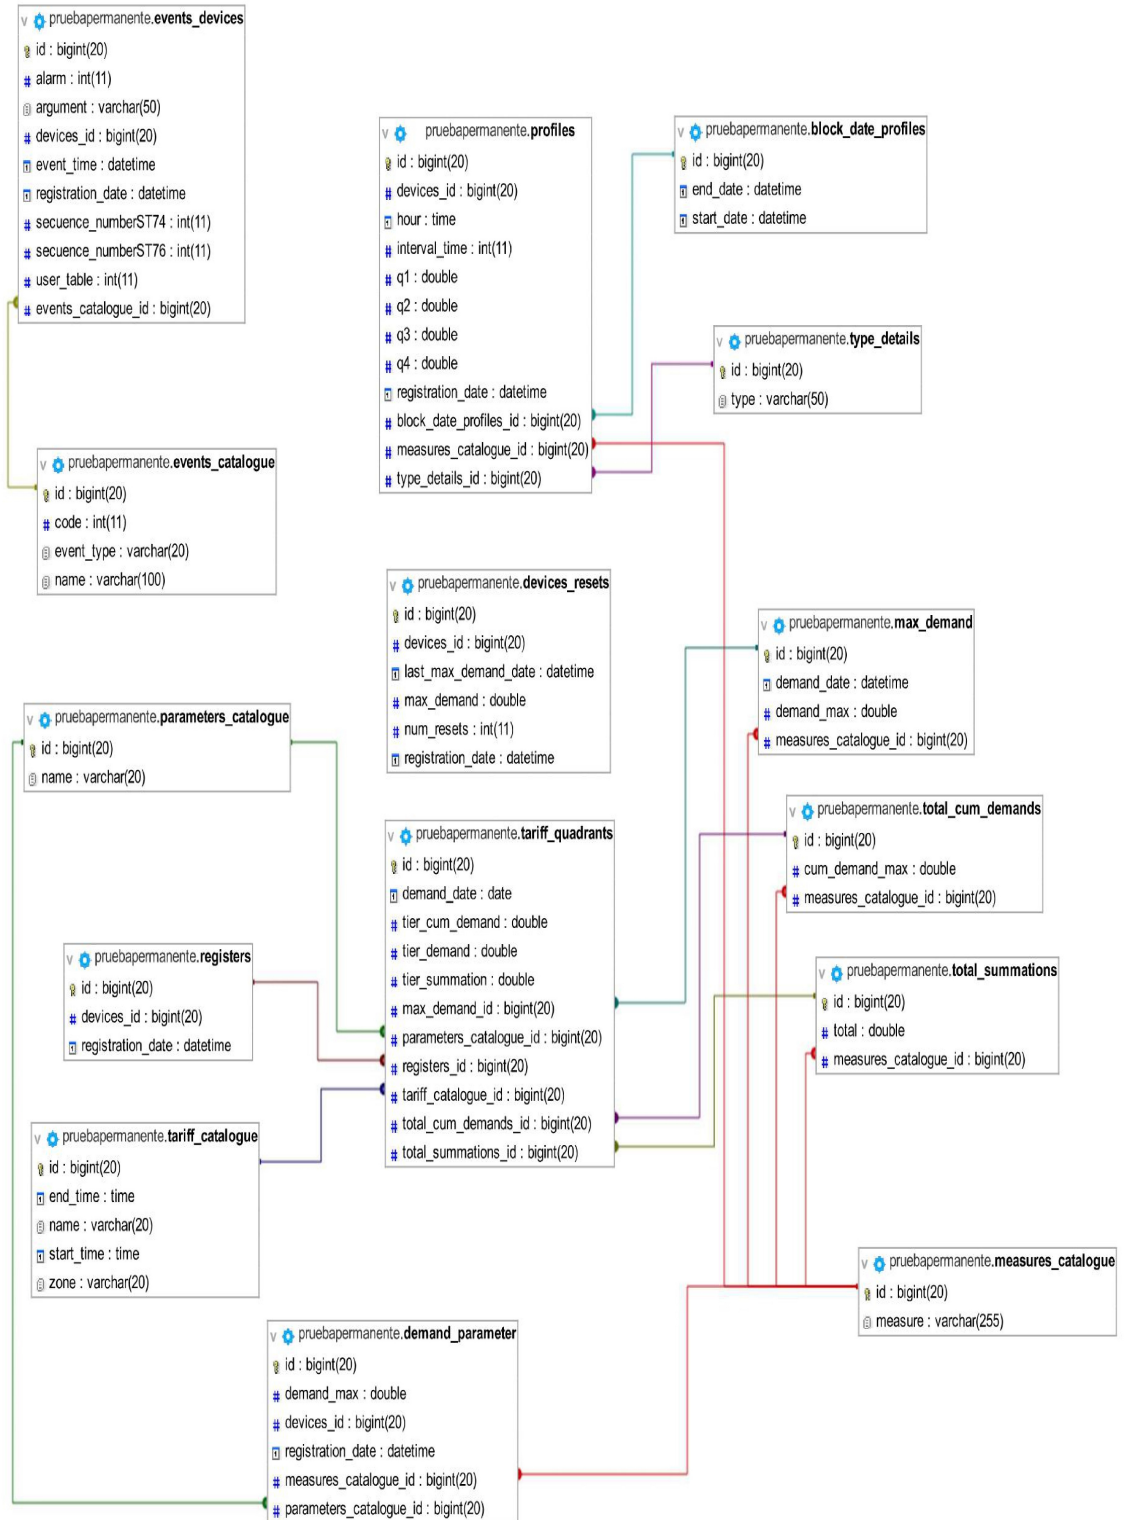 pruebapermanente.events_devices
id : bigint(20)
alarm : int(11)
argument : varchar(50)
devices_id : bigint(20)
event_time : datetime
registration_date : datetime
secuence_numberST74 : int(11)
secuence_numberST76 : int(11)
user_table : int(11)
events_catalogue_id : bigint(20)
pruebapermanente.profiles
id : bigint(20)
devices_id : bigint(20)
hour : time
interval_time : int(11)
q1 : double
q2 : double
q3 : double
q4 : double
registration_date : datetime
block_date_profiles_id : bigint(20)
measures_catalogue_id : bigint(20)
type_details_id : bigint(20)
pruebapermanente.block_date_profiles
id : bigint(20)
end_date : datetime
start_date : datetime
pruebapermanente.type_details
id : bigint(20)
type : varchar(50)
pruebapermanente.events_catalogue
id : bigint(20)
code : int(11)
event_type : varchar(20)
name : varchar(100)
pruebapermanente.devices_resets
id : bigint(20)
devices_id : bigint(20)
last_max_demand_date : datetime
max_demand : double
num_resets : int(11)
registration_date : datetime
pruebapermanente.max_demand
id : bigint(20)
demand_date : datetime
demand_max : double
measures_catalogue_id : bigint(20)
pruebapermanente.parameters_catalogue
id : bigint(20)
name : varchar(20)
pruebapermanente.tariff_quadrants
id : bigint(20)
demand_date : date
tier_cum_demand : double
tier_demand : double
tier_summation : double
max_demand_id : bigint(20)
parameters_catalogue_id : bigint(20)
registers_id : bigint(20)
tariff_catalogue_id : bigint(20)
total_cum_demands_id : bigint(20)
total_summations_id : bigint(20)
pruebapermanente.total_cum_demands
id : bigint(20)
cum_demand_max : double
measures_catalogue_id : bigint(20)
pruebapermanente.registers
id : bigint(20)
devices_id : bigint(20)
registration_date : datetime
pruebapermanente.total_summations
id : bigint(20)
total : double
measures_catalogue_id : bigint(20)
pruebapermanente.tariff_catalogue
id : bigint(20)
end_time : time
name : varchar(20)
start_time : time
zone : varchar(20)
pruebapermanente.measures_catalogue
id : bigint(20)
measure : varchar(255)
pruebapermanente.demand_parameter
id : bigint(20)
demand_max : double
devices_id : bigint(20)
registration_date : datetime
measures_catalogue_id : bigint(20)
parameters_catalogue_id : bigint(20)